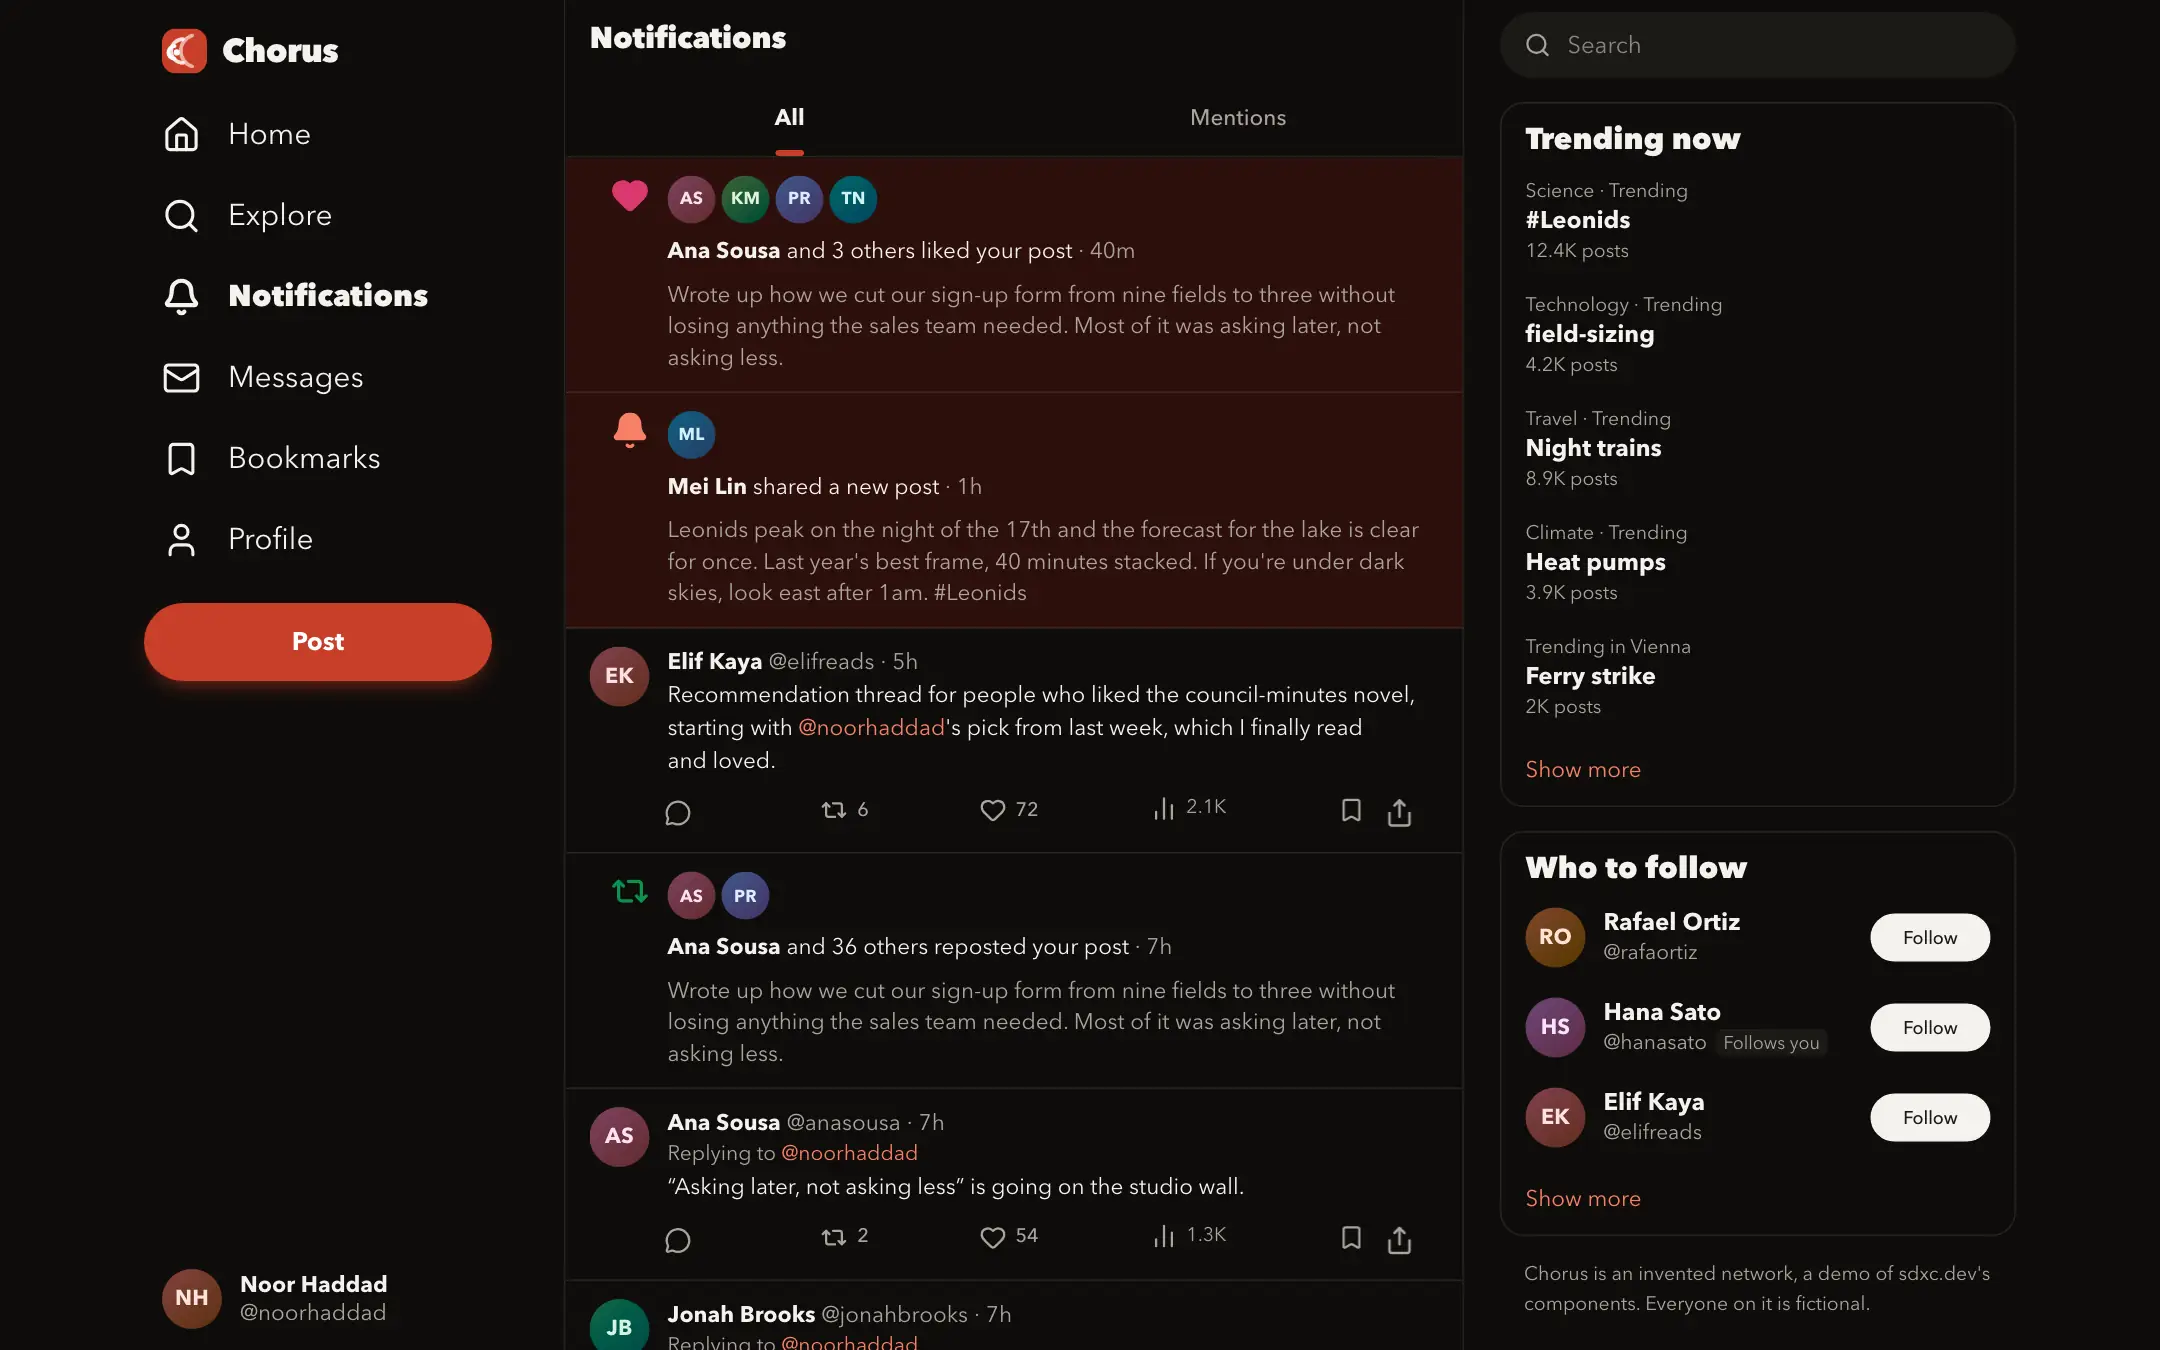 Chorus
Home
Explore
Notifications
Messages
Bookmarks
Profile
Post
NH
Noor Haddad
@noorhaddad
Notifications
All
Mentions
AS KM PR TN
Ana Sousa and 3 others liked your post · 40m
Wrote up how we cut our sign-up form from nine fields to three without
losing anything the sales team needed. Most of it was asking later, not
asking less.
ML
Mei Lin shared a new post · 1h
Leonids peak on the night of the 17th and the forecast for the lake is clear
for once. Last year's best frame, 40 minutes stacked. If you're under dark
skies, look east after 1am. #Leonids
EK
Elif Kaya @elifreads · 5h
Recommendation thread for people who liked the council-minutes novel,
starting with @noorhaddad's pick from last week, which I finally read
and loved.
6 72 2.1K
AS PR
Ana Sousa and 36 others reposted your post · 7h
Wrote up how we cut our sign-up form from nine fields to three without
losing anything the sales team needed. Most of it was asking later, not
asking less.
AS
Ana Sousa @anasousa · 7h
Replying to @noorhaddad
“Asking later, not asking less” is going on the studio wall.
2 54 1.3K
JB
Jonah Brooks @jonahbrooks · 7h
Replying to @noorhaddad
Search
Trending now
Science · Trending
#Leonids
12.4K posts
Technology · Trending
field-sizing
4.2K posts
Travel · Trending
Night trains
8.9K posts
Climate · Trending
Heat pumps
3.9K posts
Trending in Vienna
Ferry strike
2K posts
Show more
Who to follow
RO
Rafael Ortiz
@rafaortiz
Follow
HS
Hana Sato
@hanasato Follows you
Follow
EK
Elif Kaya
@elifreads
Follow
Show more
Chorus is an invented network, a demo of sdxc.dev's
components. Everyone on it is fictional.